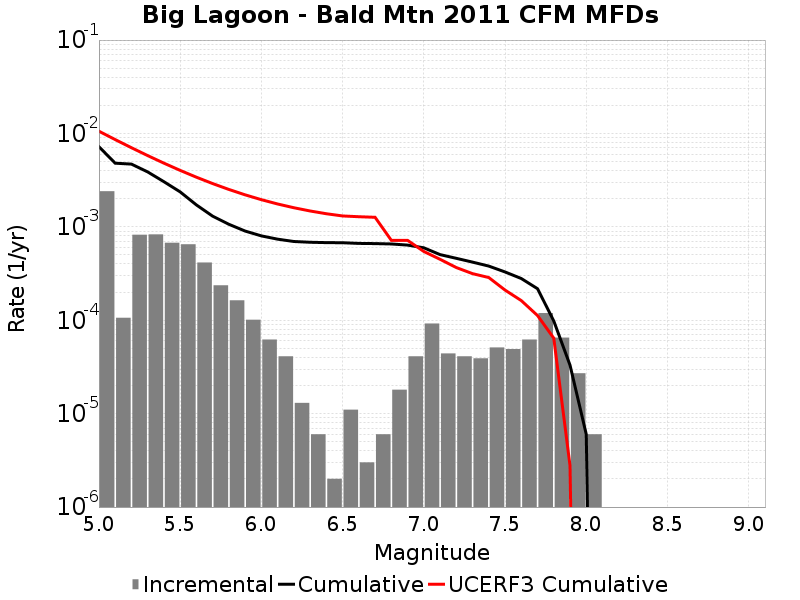 Big Lagoon - Bald Mtn 2011 CFM MFDs
Rate (1/yr)
10-1
10-2
10-3
10-4
10-5
10-6
5.0 5.5 6.0 6.5 7.0 7.5 8.0 8.5 9.0
Magnitude
Incremental Cumulative UCERF3 Cumulative